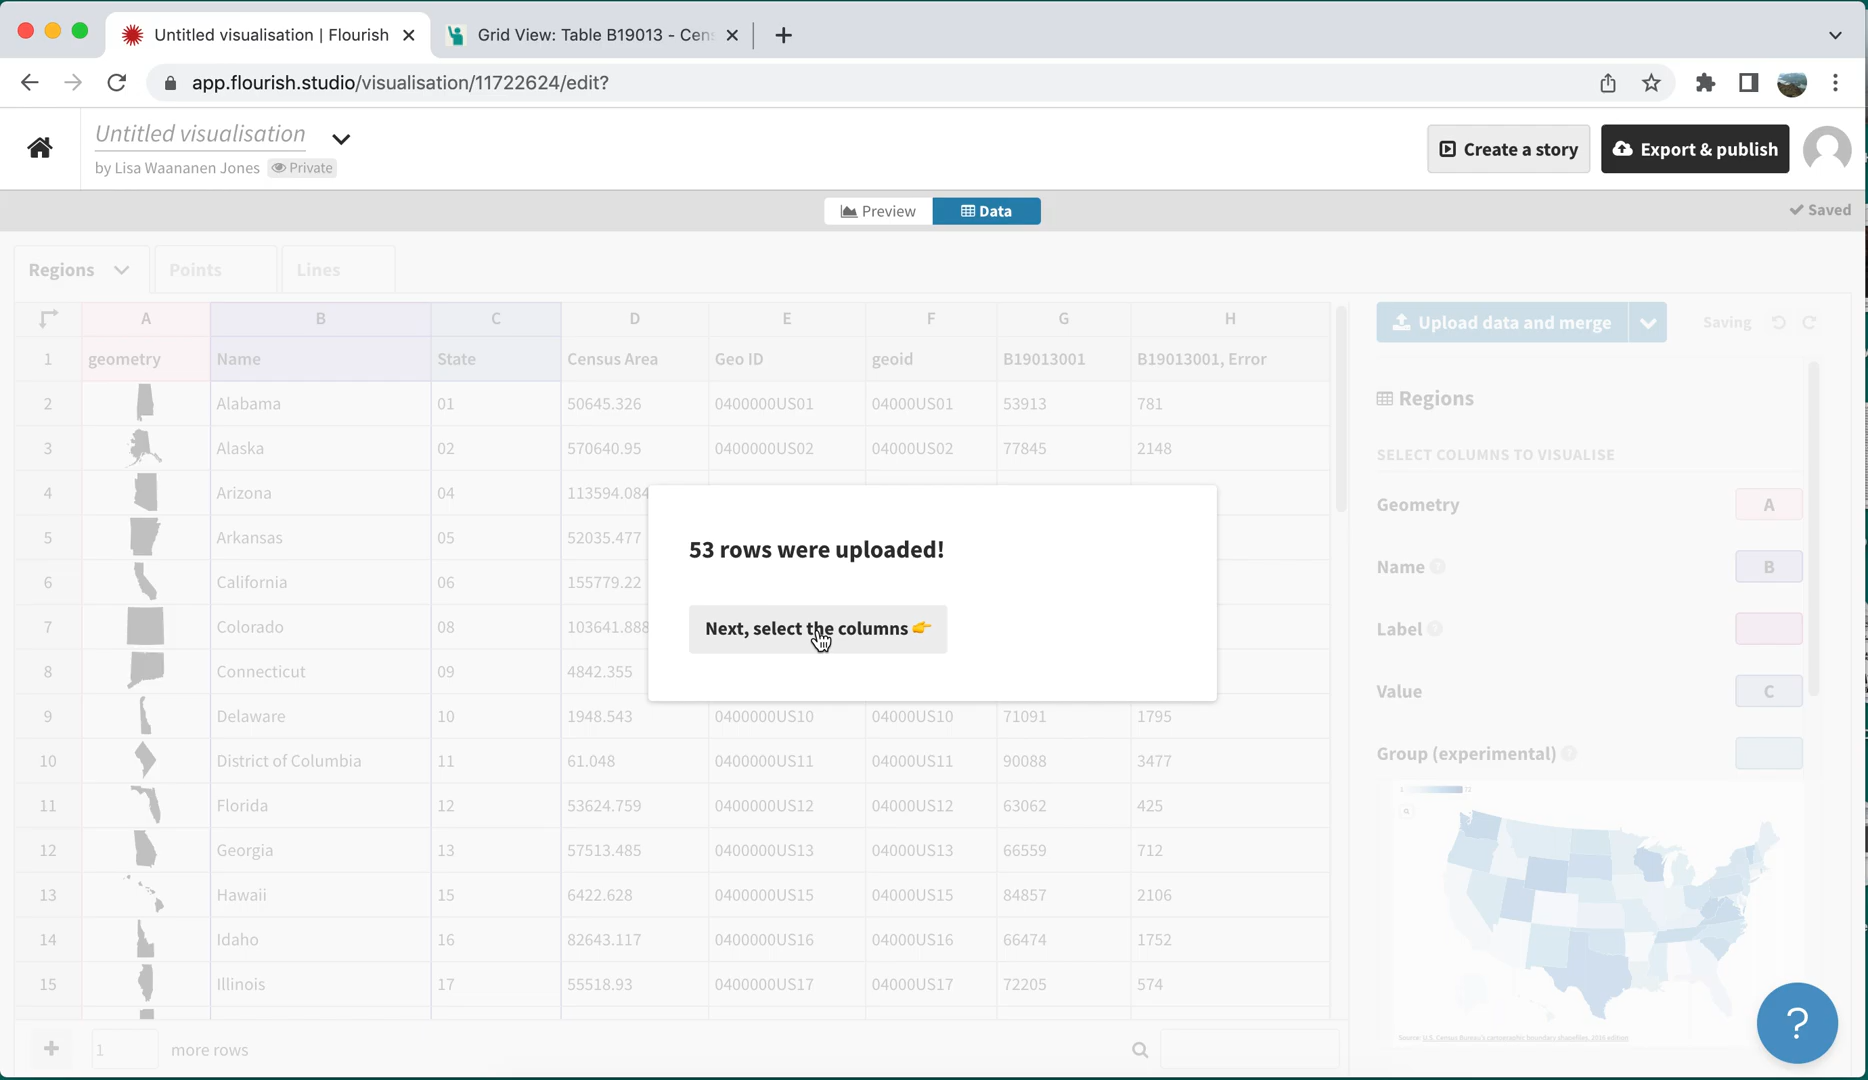 Untitled visualisation | Flourish
Grid View: Table B19013 - Cens
app.flourish.studio/visualisation/11722624/edit?
Untitled visualisation
by Lisa Waananen Jones Private
Create a story
Export & publish
Preview
Data
Saved
Regions Points Lines
A B C D E F G H
1 geometry Name State Census Area Geo ID geoid B19013001 B19013001, Error
2 Alabama 01 50645.326 0400000US01 04000US01 53913 781
3 Alaska 02 570640.95 0400000US02 04000US02 77845 2148
4 Arizona 04 113594.084
5 Arkansas 05 52035.477
6 California 06 155779.22
7 Colorado 08 103641.888
8 Connecticut 09 4842.355
9 Delaware 10 1948.543 0400000US10 04000US10 71091 1795
10 District of Columbia 11 61.048 0400000US11 04000US11 90088 3477
11 Florida 12 53624.759 0400000US12 04000US12 63062 425
12 Georgia 13 57513.485 0400000US13 04000US13 66559 712
13 Hawaii 15 6422.628 0400000US15 04000US15 84857 2106
14 Idaho 16 82643.117 0400000US16 04000US16 66474 1752
15 Illinois 17 55518.93 0400000US17 04000US17 72205 574
53 rows were uploaded!
Next, select the columns
1 more rows
Upload data and merge
Saving
Regions
SELECT COLUMNS TO VISUALISE
Geometry A
Name ? B
Label ?
Value C
Group (experimental) ?
Source: U.S. Census Bureau's cartographic boundary shapefiles, 2020 edition
?